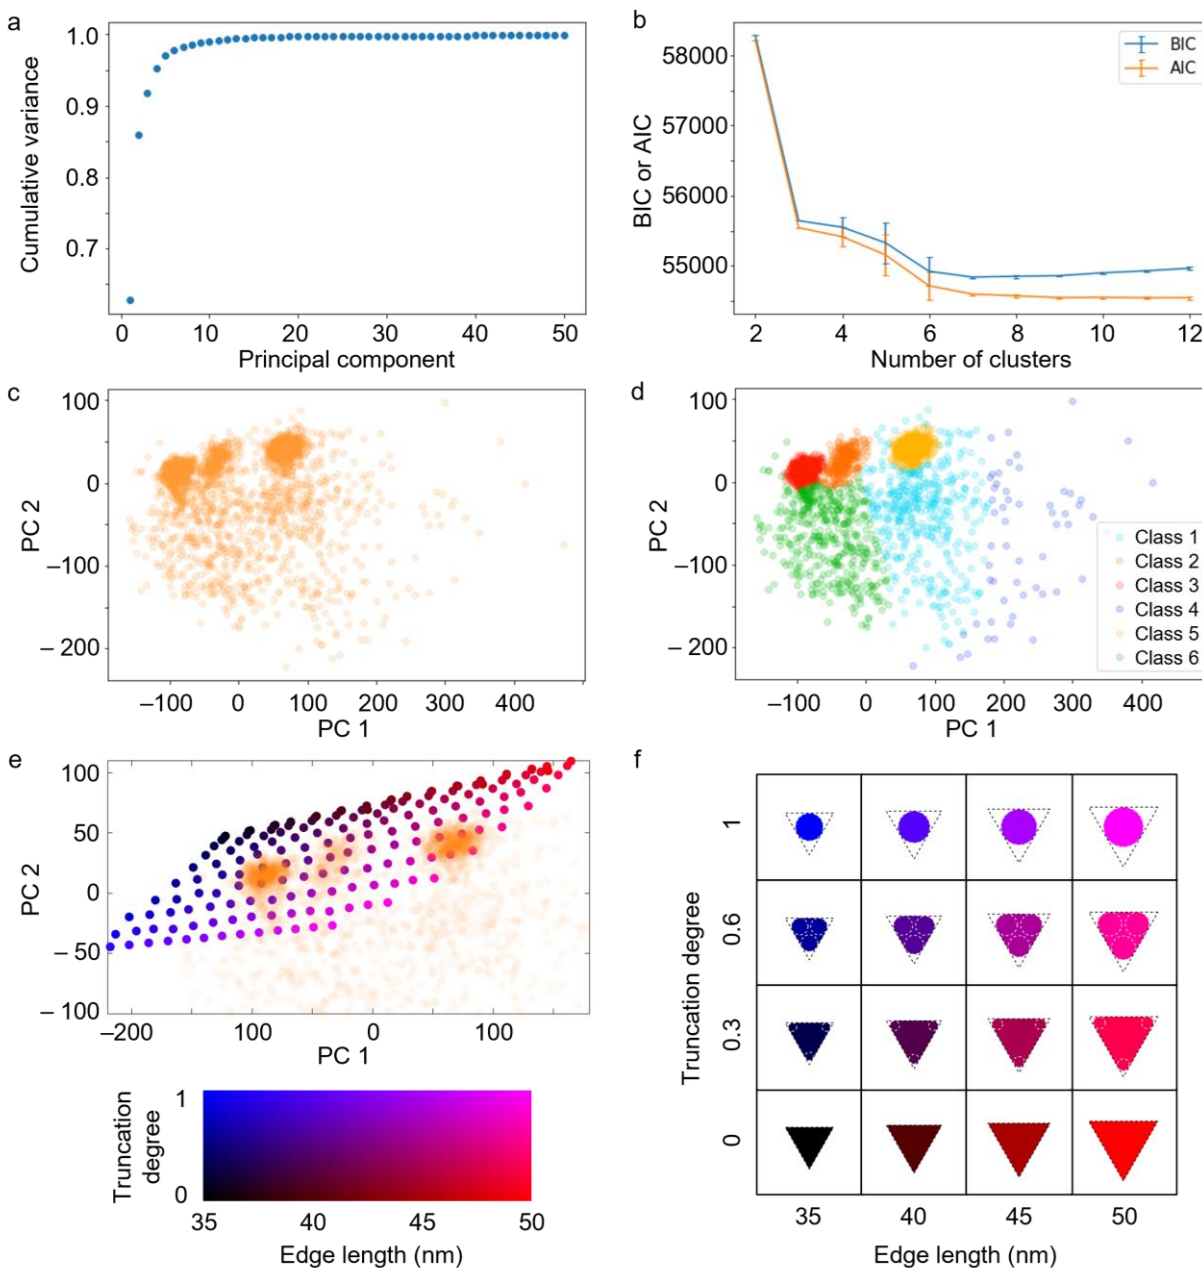 a
1.0
0.9
0.8
0.7
Cumulative variance
0
10
20
30
40
50
Principal component
b
58000
57000
56000
55000
BIC or AIC
BIC
AIC
2
4
6
8
10
12
Number of clusters
c
100
0
−100
− 200
PC 2
−100
0
100
200
300
400
PC 1
d
100
0
−100
− 200
PC 2
Class 1
Class 2
Class 3
Class 4
Class 5
Class 6
−100
0
100
200
300
400
PC 1
e
100
50
0
− 50
− 100
PC 2
−200
100
0
100
PC 1
Truncation
degree
1
0
35
40
45
50
Edge length (nm)
f
Truncation degree
1
0.6
0.3
0
35
40
45
50
Edge length (nm)